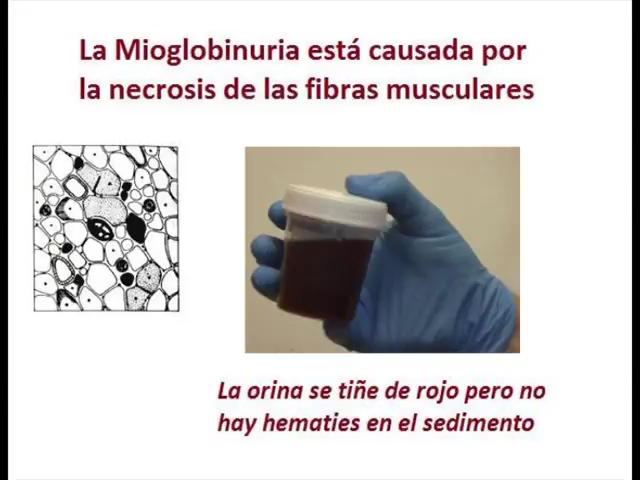 La Mioglobinuria está causada por
la necrosis de las fibras musculares
La orina se tiñe de rojo pero no
hay hematies en el sedimento